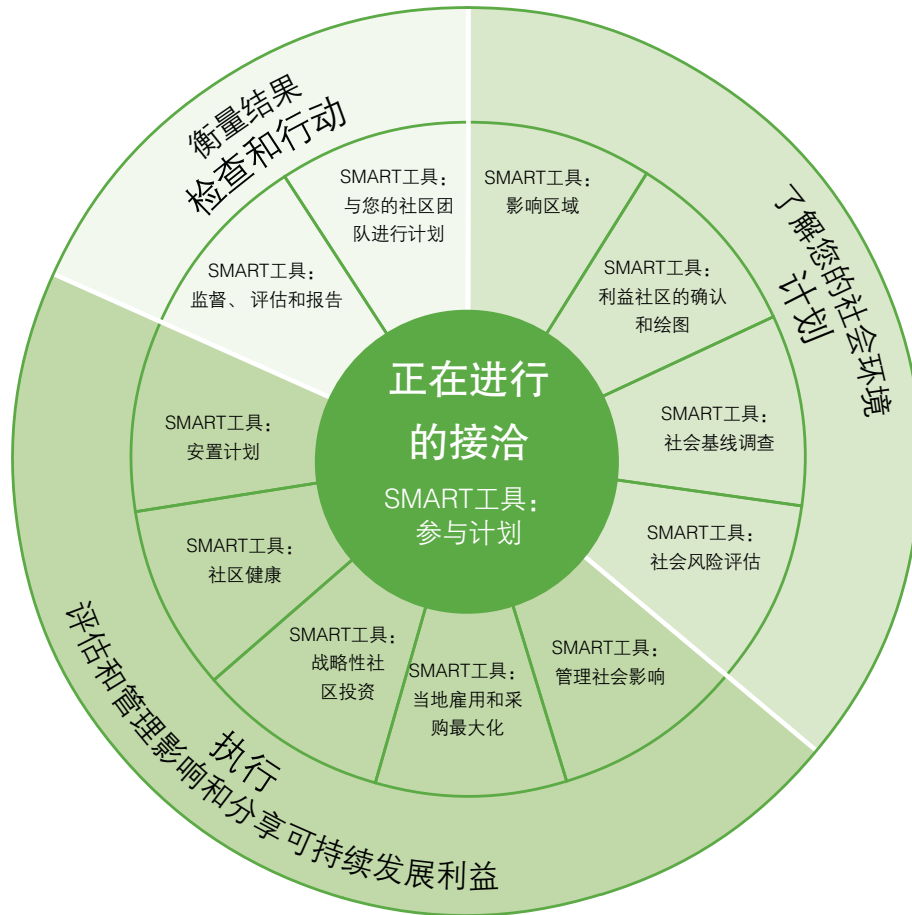 衡量结果
检查和行动
了解您的社会环境
计划
SMART工具：
与您的社区团
队进行计划
SMART工具：
影响区域
SMART工具：
利益社区的确认
和绘图
SMART工具：
社会基线调查
SMART工具：
社会风险评估
SMART工具：
管理社会影响
SMART工具：
当地雇用和采
购最大化
SMART工具：
战略性社
区投资
SMART工具：
社区健康
SMART工具：
安置计划
SMART工具：
监督、 评估和报告
正在进行
的接洽
SMART工具：
参与计划
执行
评估和管理影响和分享可持续发展利益